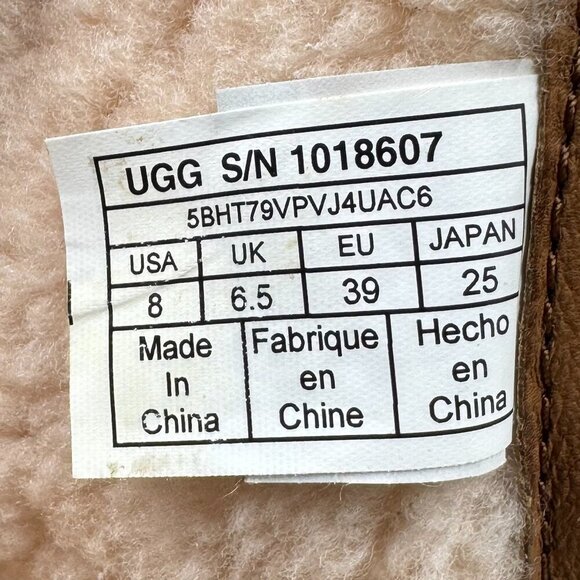 UGG S/N 1018607
5BHT79VPVJ4UAC6
USA UK EU JAPAN
8 6.5 39 25
Made In China
Fabrique en Chine
Hecho en China